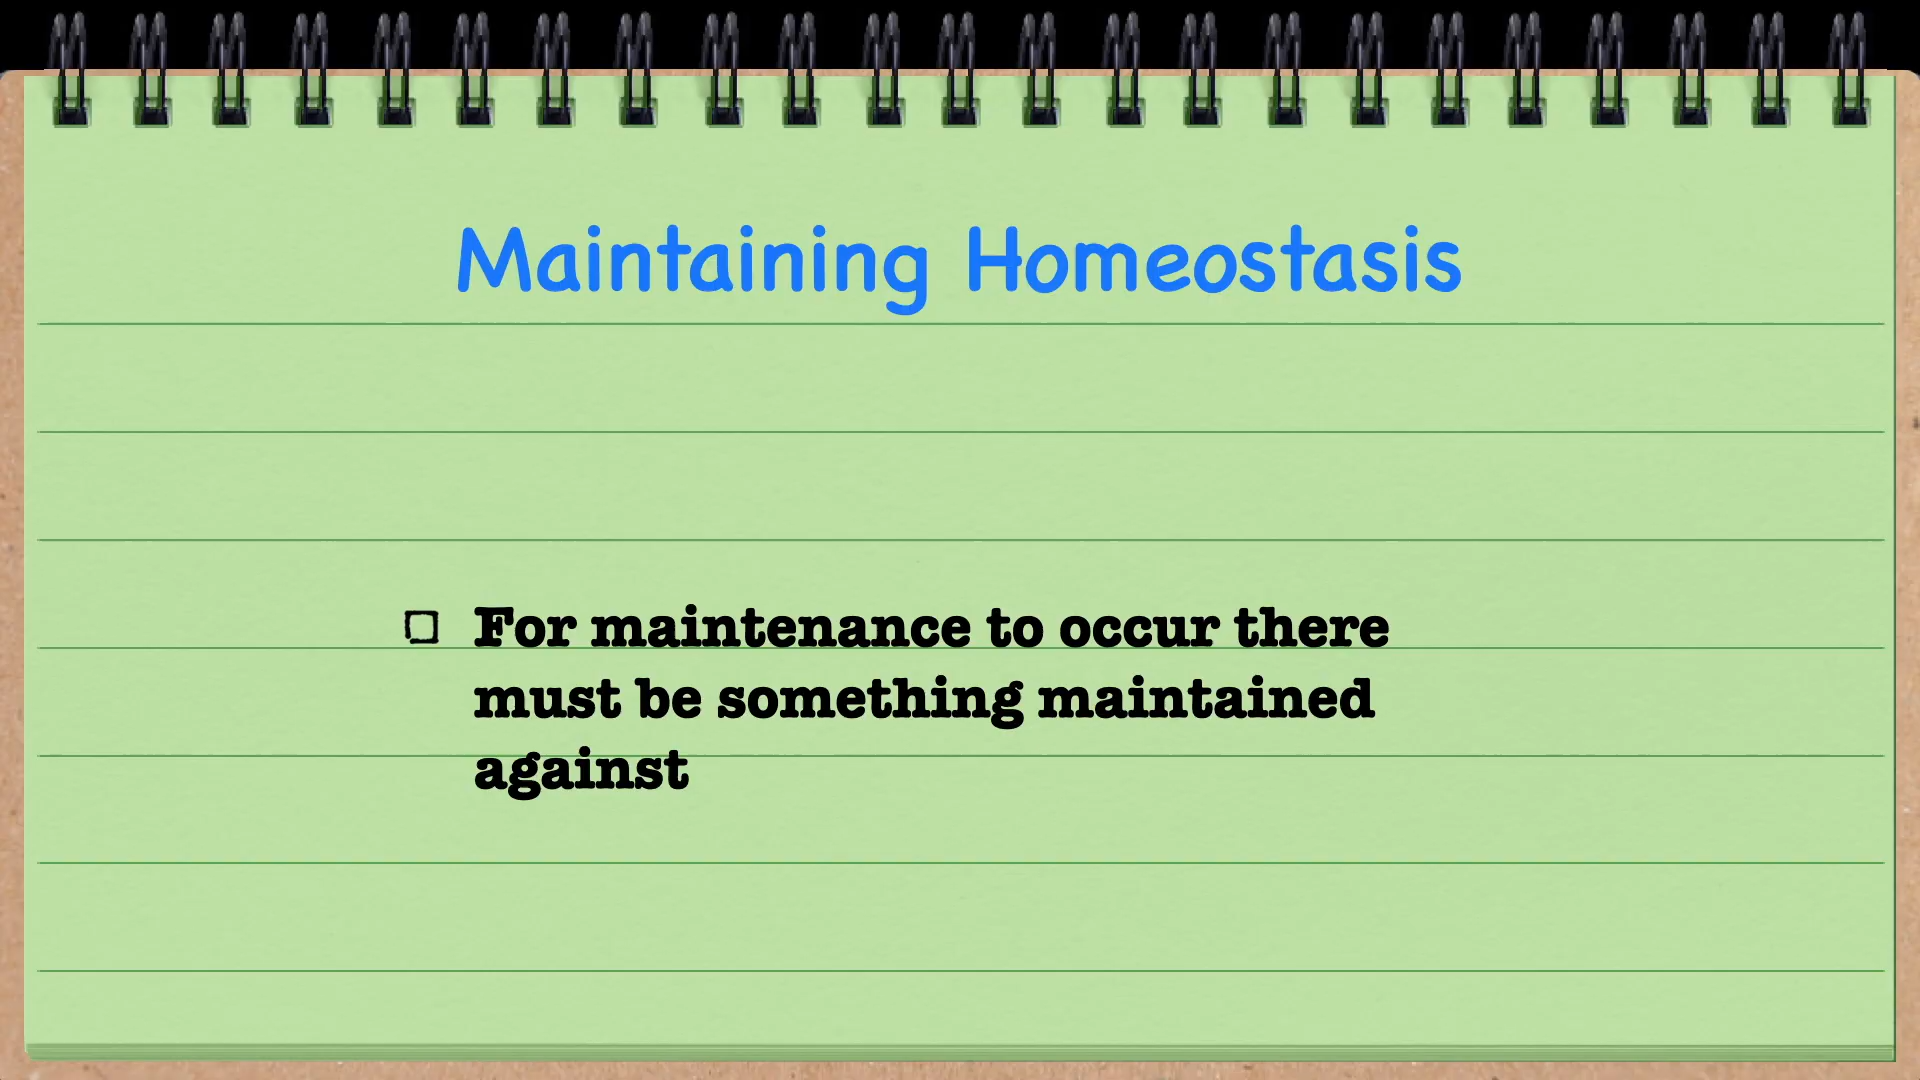 Maintaining Homeostasis
For maintenance to occur there
must be something maintained
against